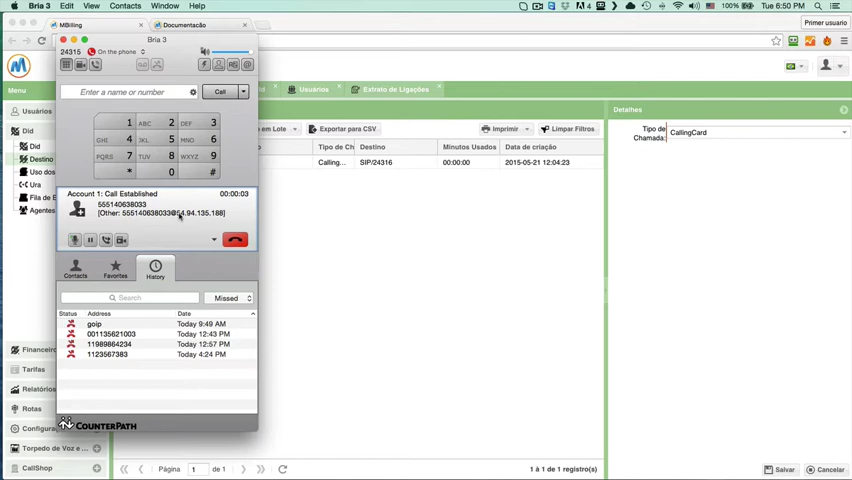 Bria 3 Edit View Contacts Window Help
100% Tue 6:50 PM
MBilling
Documentação
Primer usuario
Bria 3
24315 On the phone
Enter a name or number
Call
1 ABC 2 DEF 3
GHI 4 JKL 5 MNO 6
PQRS 7 TUV 8 WXYZ 9
* 0 #
Account 1: Call Established 00:00:03
555140638033
[Other: 555140638033@54.94.135.188]
Contacts
Favorites
History
Search
Missed
Status Address Date
goip Today 9:49 AM
001135621003 Today 12:43 PM
11989864234 Today 12:57 PM
1123567383 Today 4:24 PM
COUNTERPATH
Menu
Usuários
Did
Did
Destino
Uso dos
Ura
Fila de E
Agentes
Financeiro
Tarifas
Relatórios
Rotas
Configura
Torpedo de Voz e
CallShop
Usuários
Extrato de Ligações
em Lote
Exportar para CSV
Imprimir
Limpar Filtros
Tipo de Ch
Destino
Minutos Usados
Data de criação
Calling...
SIP/24316
00:00:00
2015-05-21 12:04:23
Página 1 de 1
1 à 1 de 1 registro(s)
Detalhes
Tipo de
Chamada:
CallingCard
Salvar
Cancelar